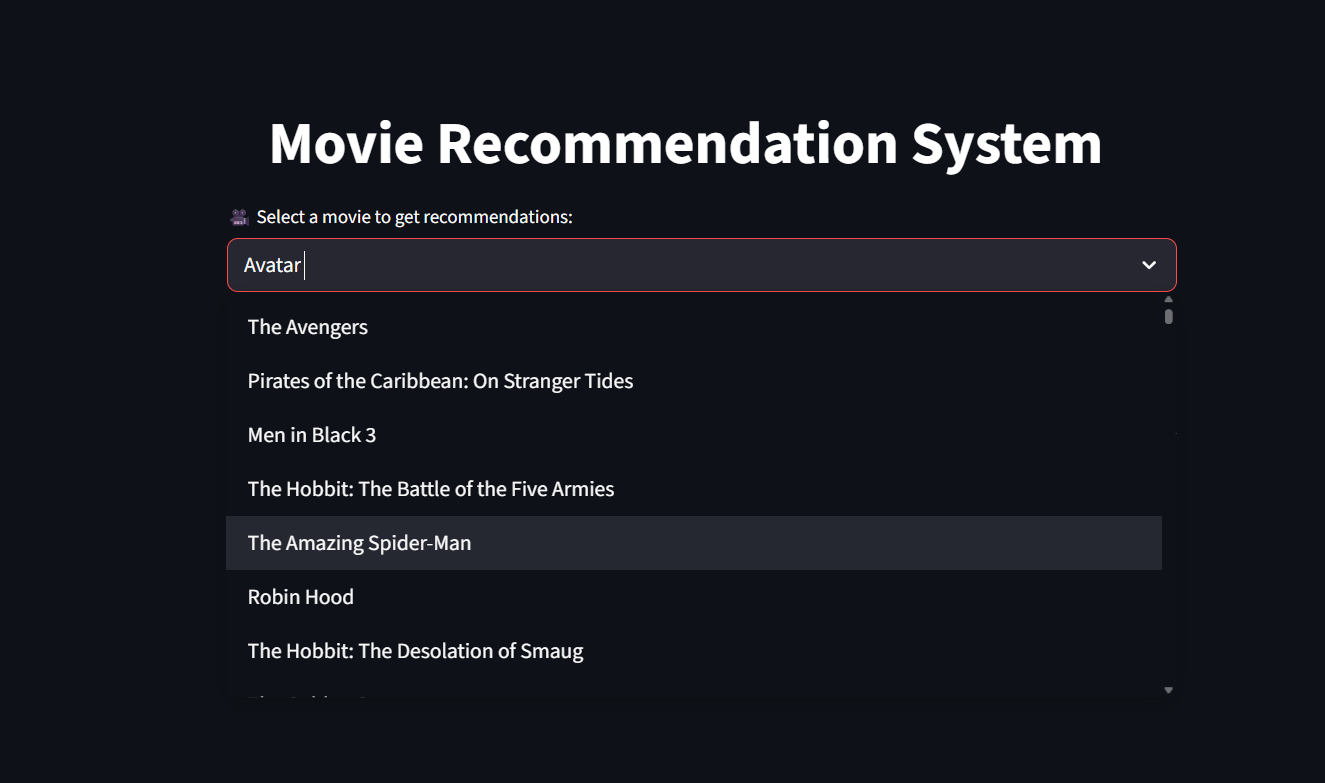 Movie Recommendation System
Select a movie to get recommendations:
Avatar
The Avengers
Pirates of the Caribbean: On Stranger Tides
Men in Black 3
The Hobbit: The Battle of the Five Armies
The Amazing Spider-Man
Robin Hood
The Hobbit: The Desolation of Smaug